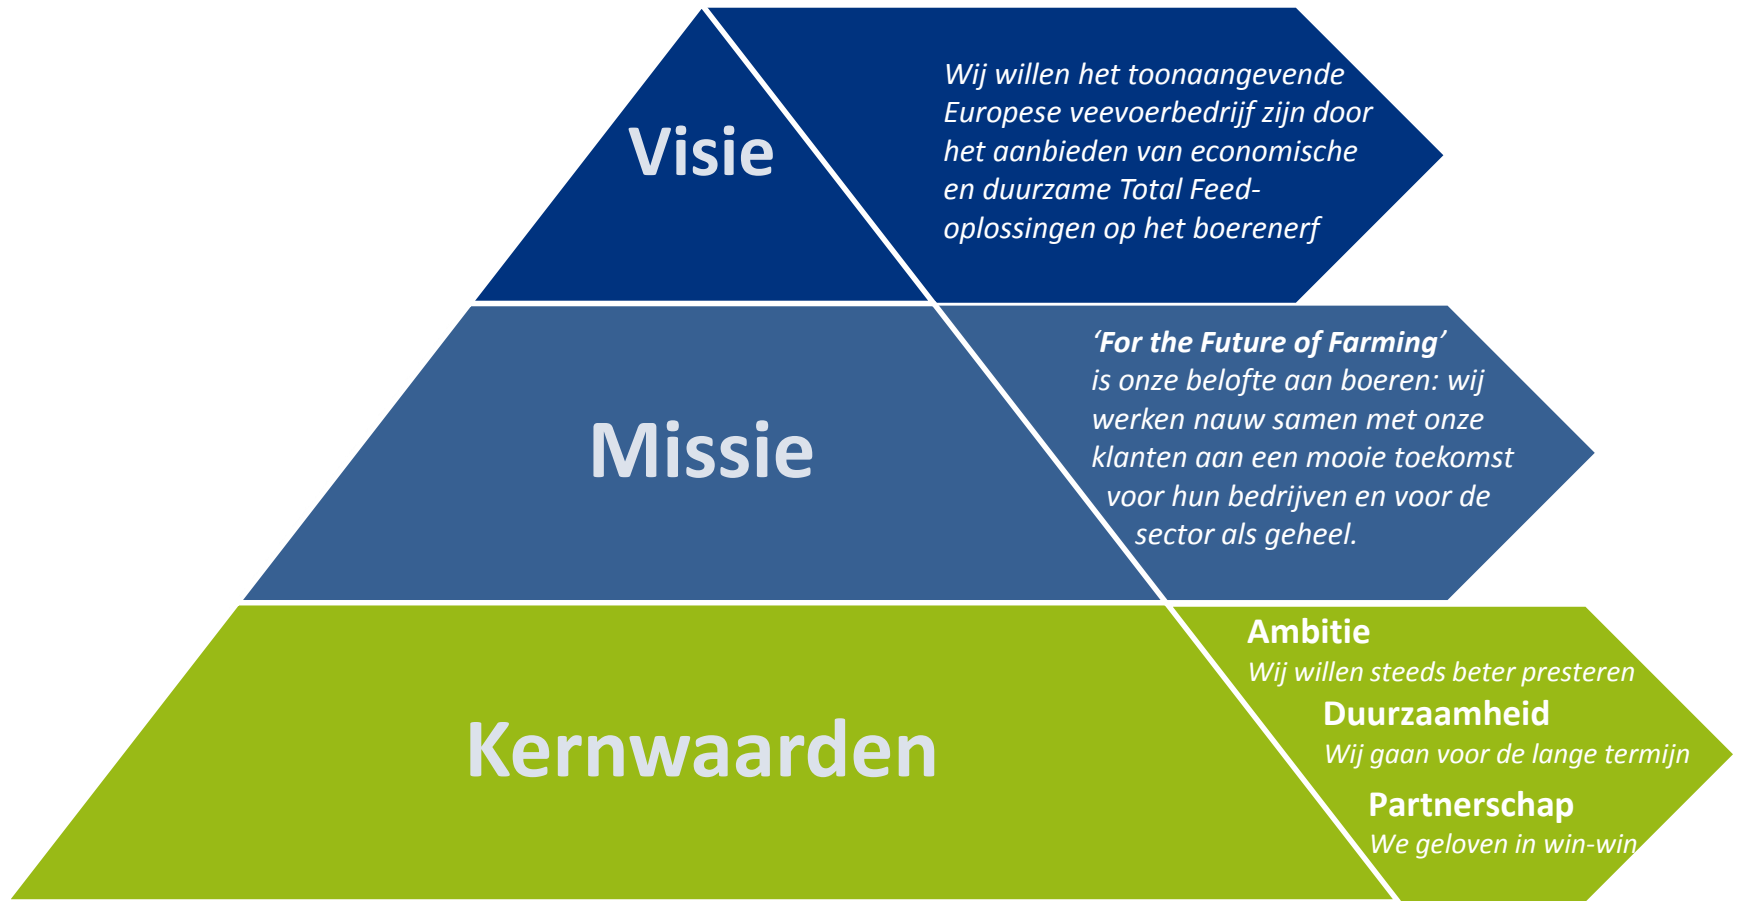 Visie
Wij willen het toonaangevende
Europese veevoerbedrijf zijn door
het aanbieden van economische
en duurzame Total Feed-
oplossingen op het boerenerf
Missie
‘For the Future of Farming’
is onze belofte aan boeren: wij
werken nauw samen met onze
klanten aan een mooie toekomst
voor hun bedrijven en voor de
sector als geheel.
Kernwaarden
Ambitie
Wij willen steeds beter presteren
Duurzaamheid
Wij gaan voor de lange termijn
Partnerschap
We geloven in win-win